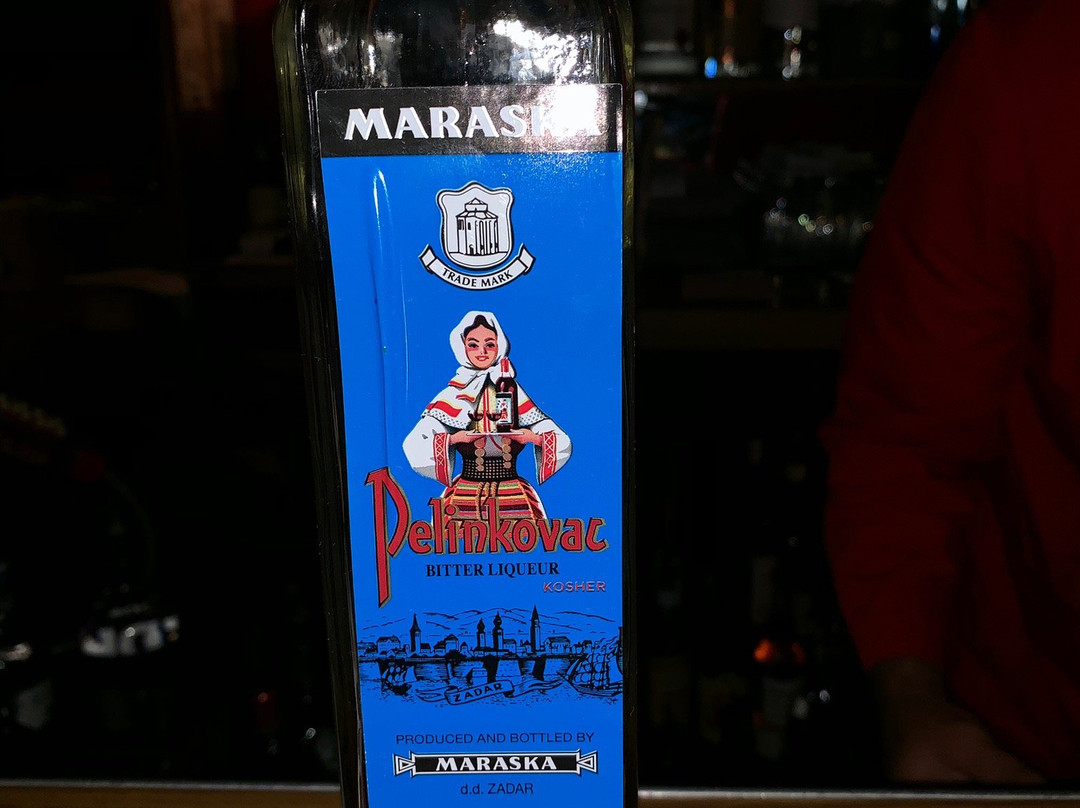 MARASKA
TRADE MARK
Pelinkovac
BITTER LIQUEUR
KOSHER
ZADAR
PRODUCED AND BOTTLED BY
MARASKA
d.d. ZADAR